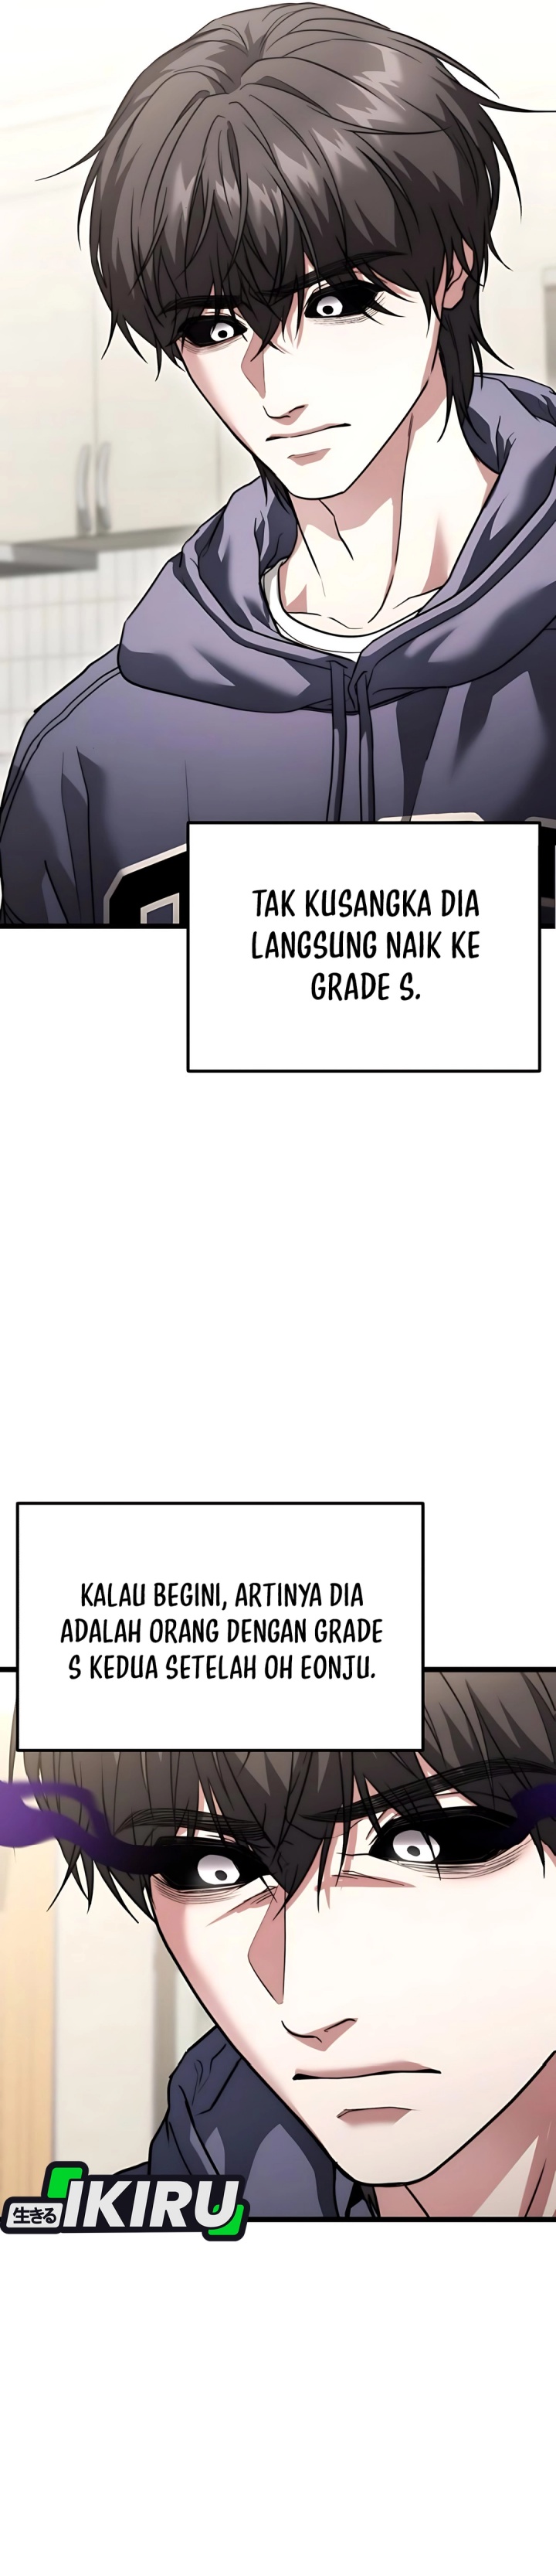 TAK KUSANGKA DIA
LANGSUNG NAIK KE
GRADE S.
KALAU BEGINI, ARTINYA DIA
ADALAH ORANG DENGAN GRADE
S KEDUA SETELAH OH EONJU.
生きる IKIRU